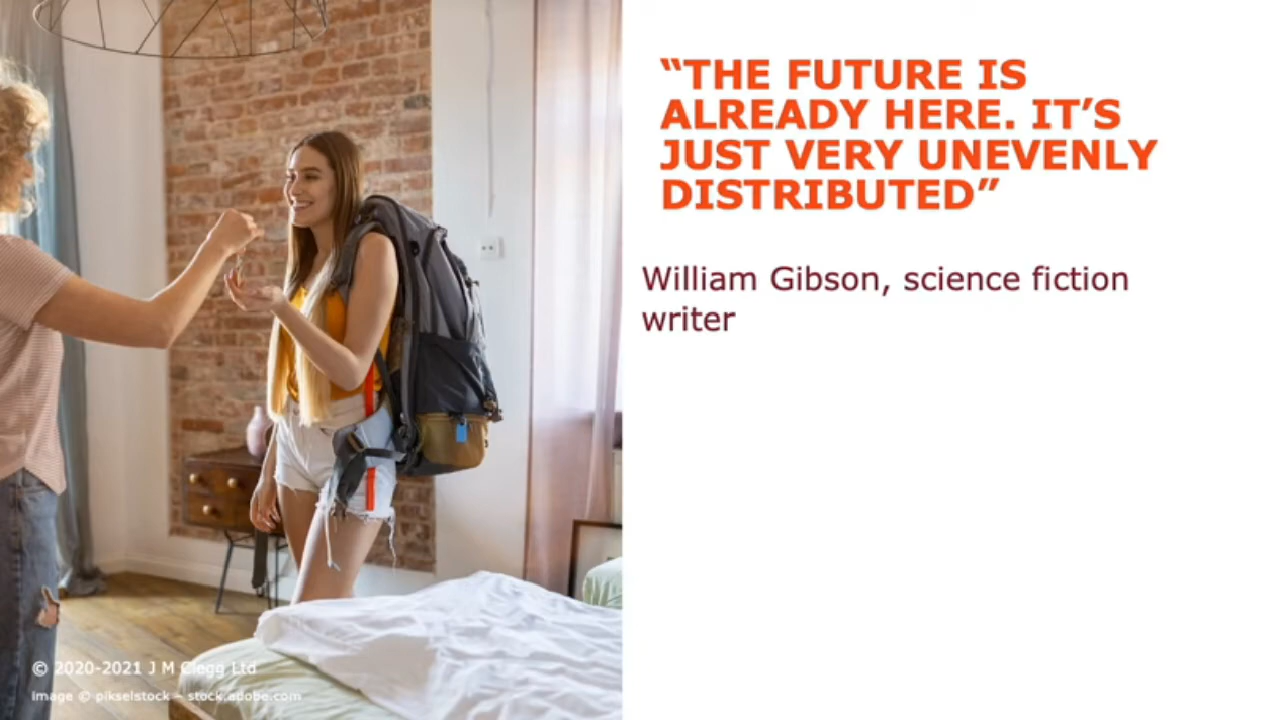 “THE FUTURE IS
ALREADY HERE. IT’S
JUST VERY UNEVENLY
DISTRIBUTED”
William Gibson, science fiction
writer
© 2020-2021 J M Clegg Ltd
Image © pikselstock – stock.adobe.com